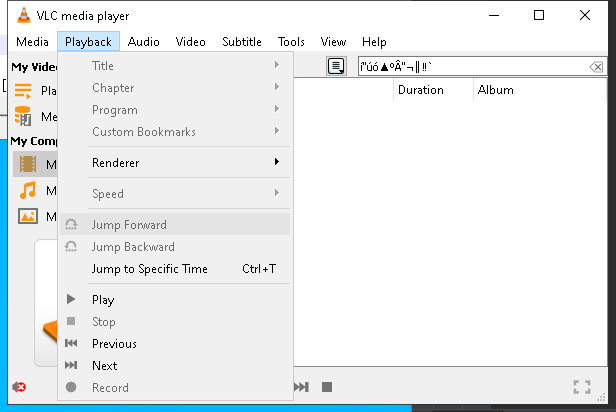 VLC media player
Media Playback Audio Video Subtitle Tools View Help
My Vide
Pla
Me
My Comp
M
M
M
Title
Chapter
Program
Custom Bookmarks
Renderer
Speed
Jump Forward
Jump Backward
Jump to Specific Time Ctrl+T
Play
Stop
Previous
Next
Record
Duration Album